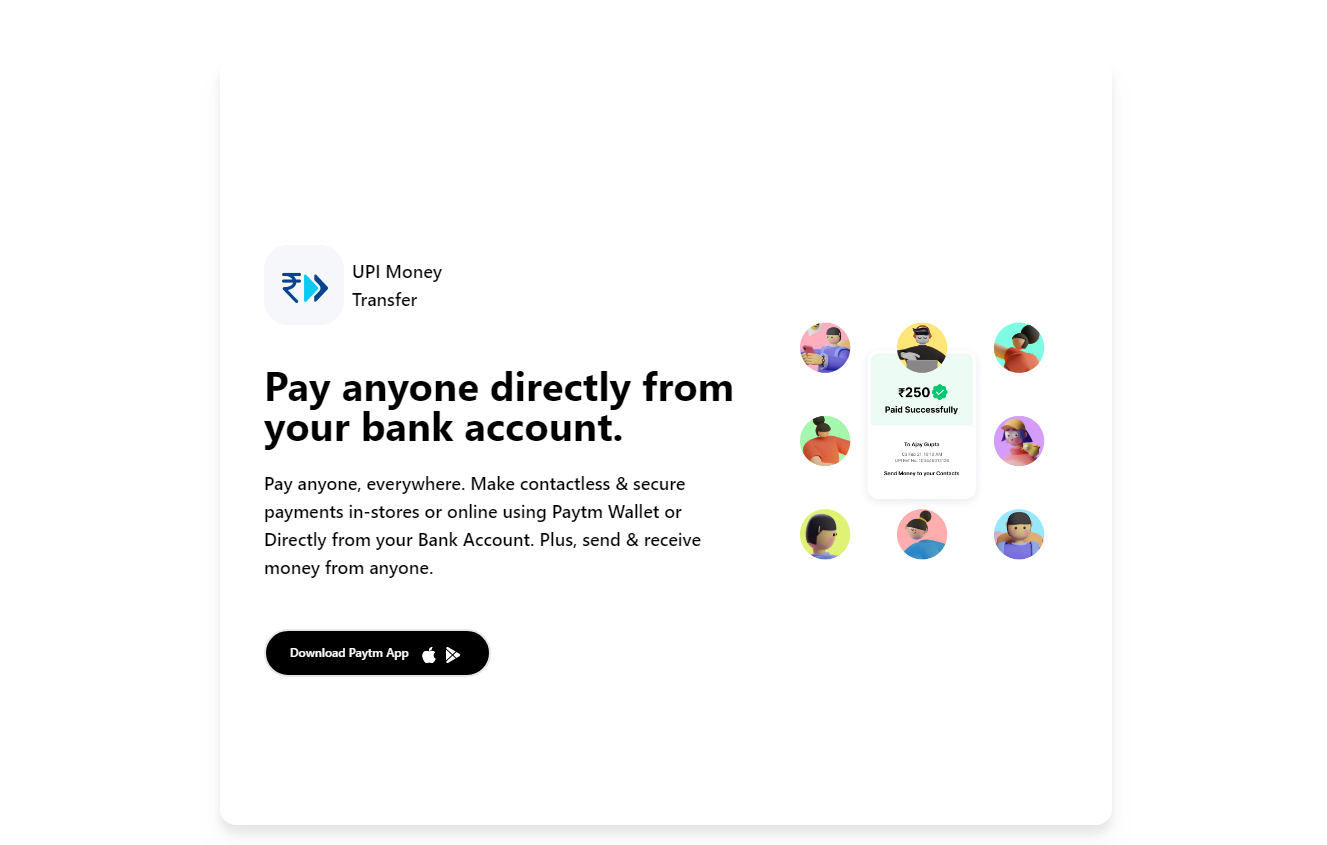 UPI Money
Transfer
Pay anyone directly from
your bank account.
Pay anyone, everywhere. Make contactless & secure
payments in-stores or online using Paytm Wallet or
Directly from your Bank Account. Plus, send & receive
money from anyone.
Download Paytm App
₹250
Paid Successfully
To Ajay Gupta
Send Money to your Contacts